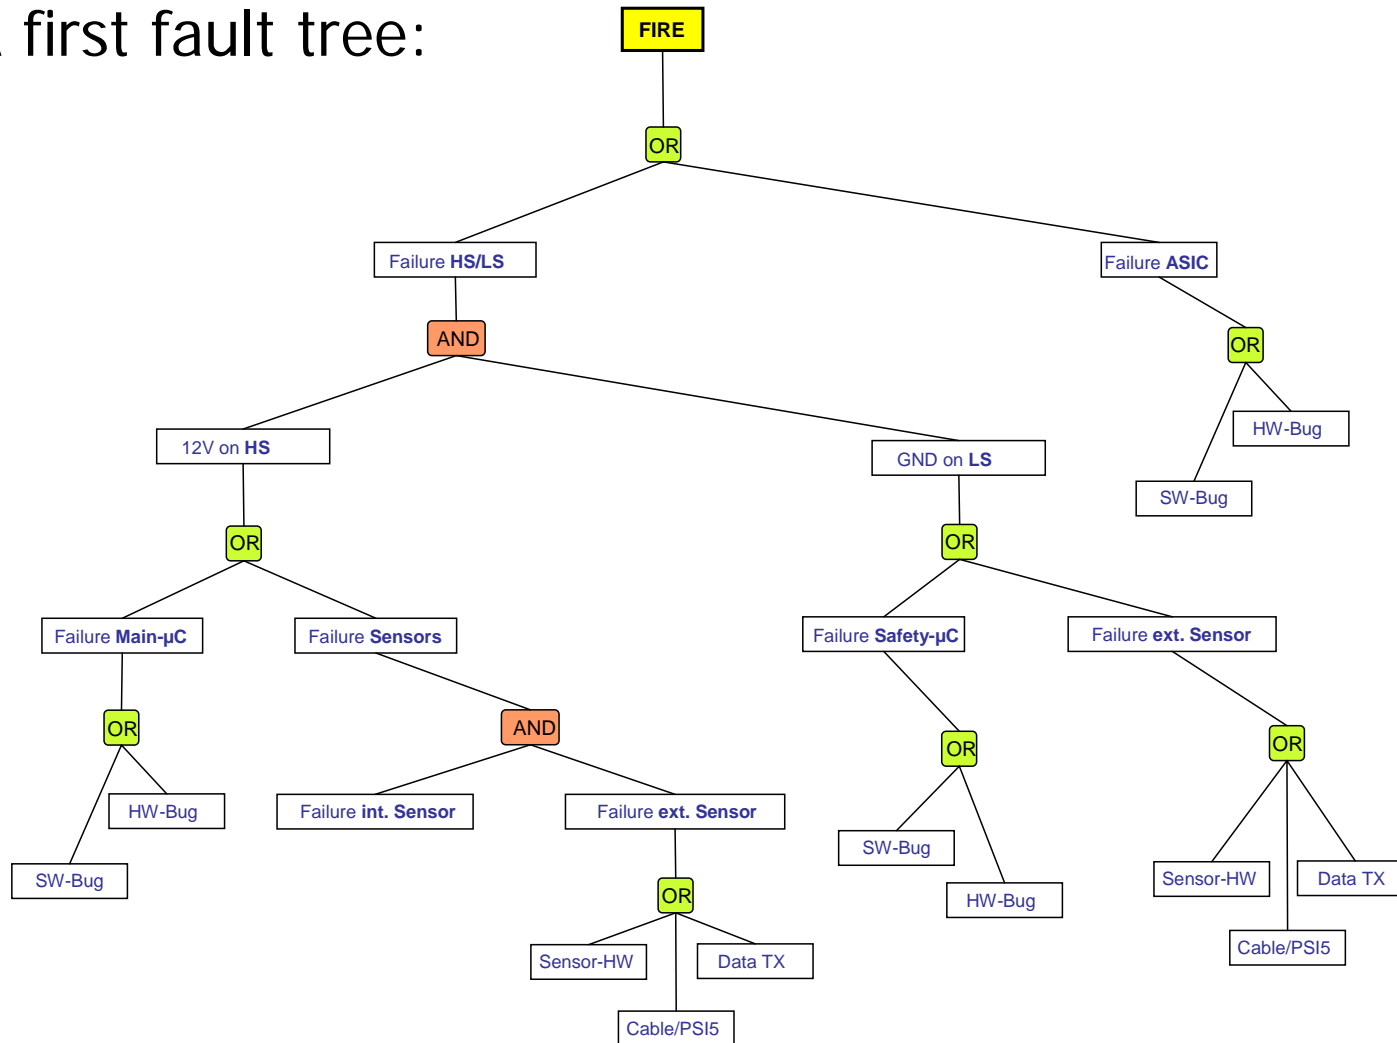 first fault tree:
FIRE
OR
Failure HS/LS
Failure ASIC
AND
OR
HW-Bug
SW-Bug
12V on HS
GND on LS
OR
OR
Failure Main-µC
Failure Sensors
Failure Safety-µC
Failure ext. Sensor
OR
AND
OR
OR
HW-Bug
SW-Bug
Failure int. Sensor
Failure ext. Sensor
SW-Bug
HW-Bug
Sensor-HW
Data TX
Cable/PSI5
OR
Sensor-HW
Data TX
Cable/PSI5